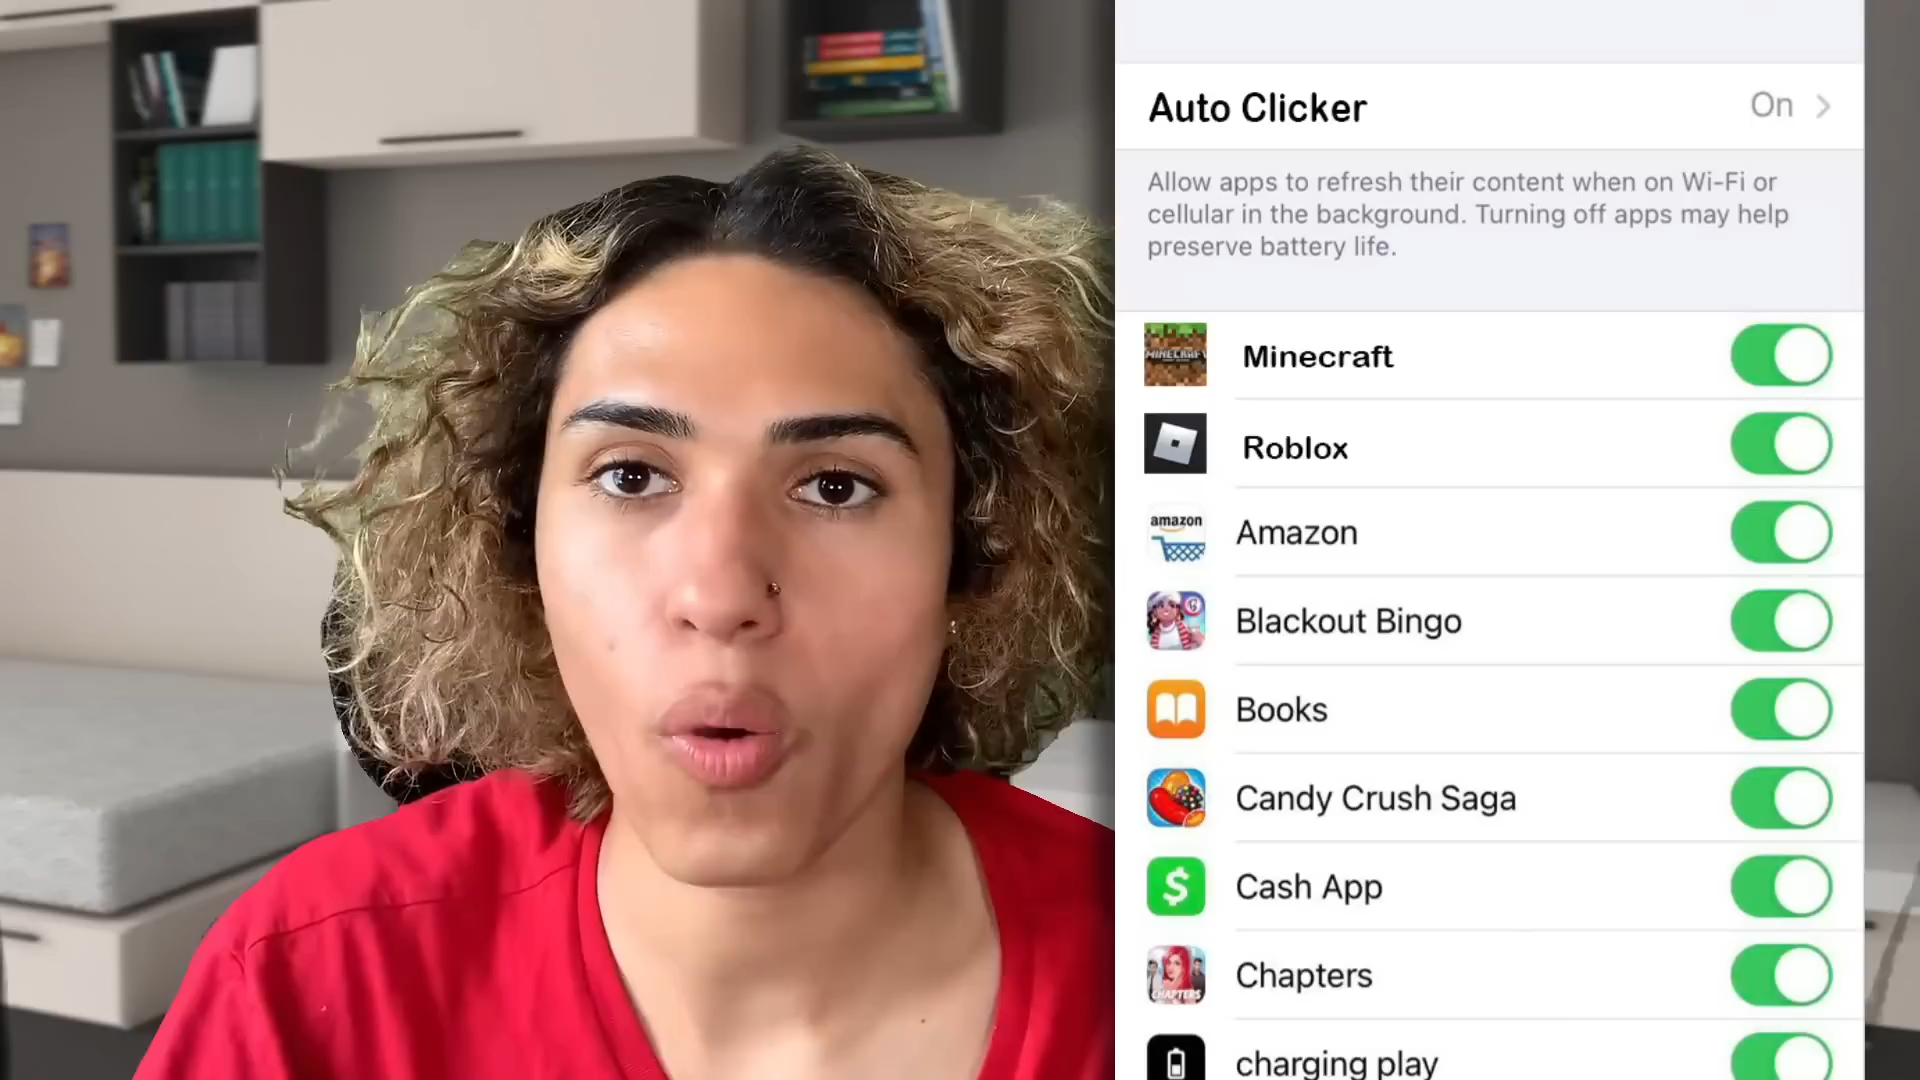 Auto Clicker
On
Allow apps to refresh their content when on Wi-Fi or
cellular in the background. Turning off apps may help
preserve battery life.
MINECRAFT
Minecraft
Roblox
amazon
Amazon
Blackout Bingo
Books
Candy Crush Saga
$
Cash App
CHAPTERS
Chapters
charging play